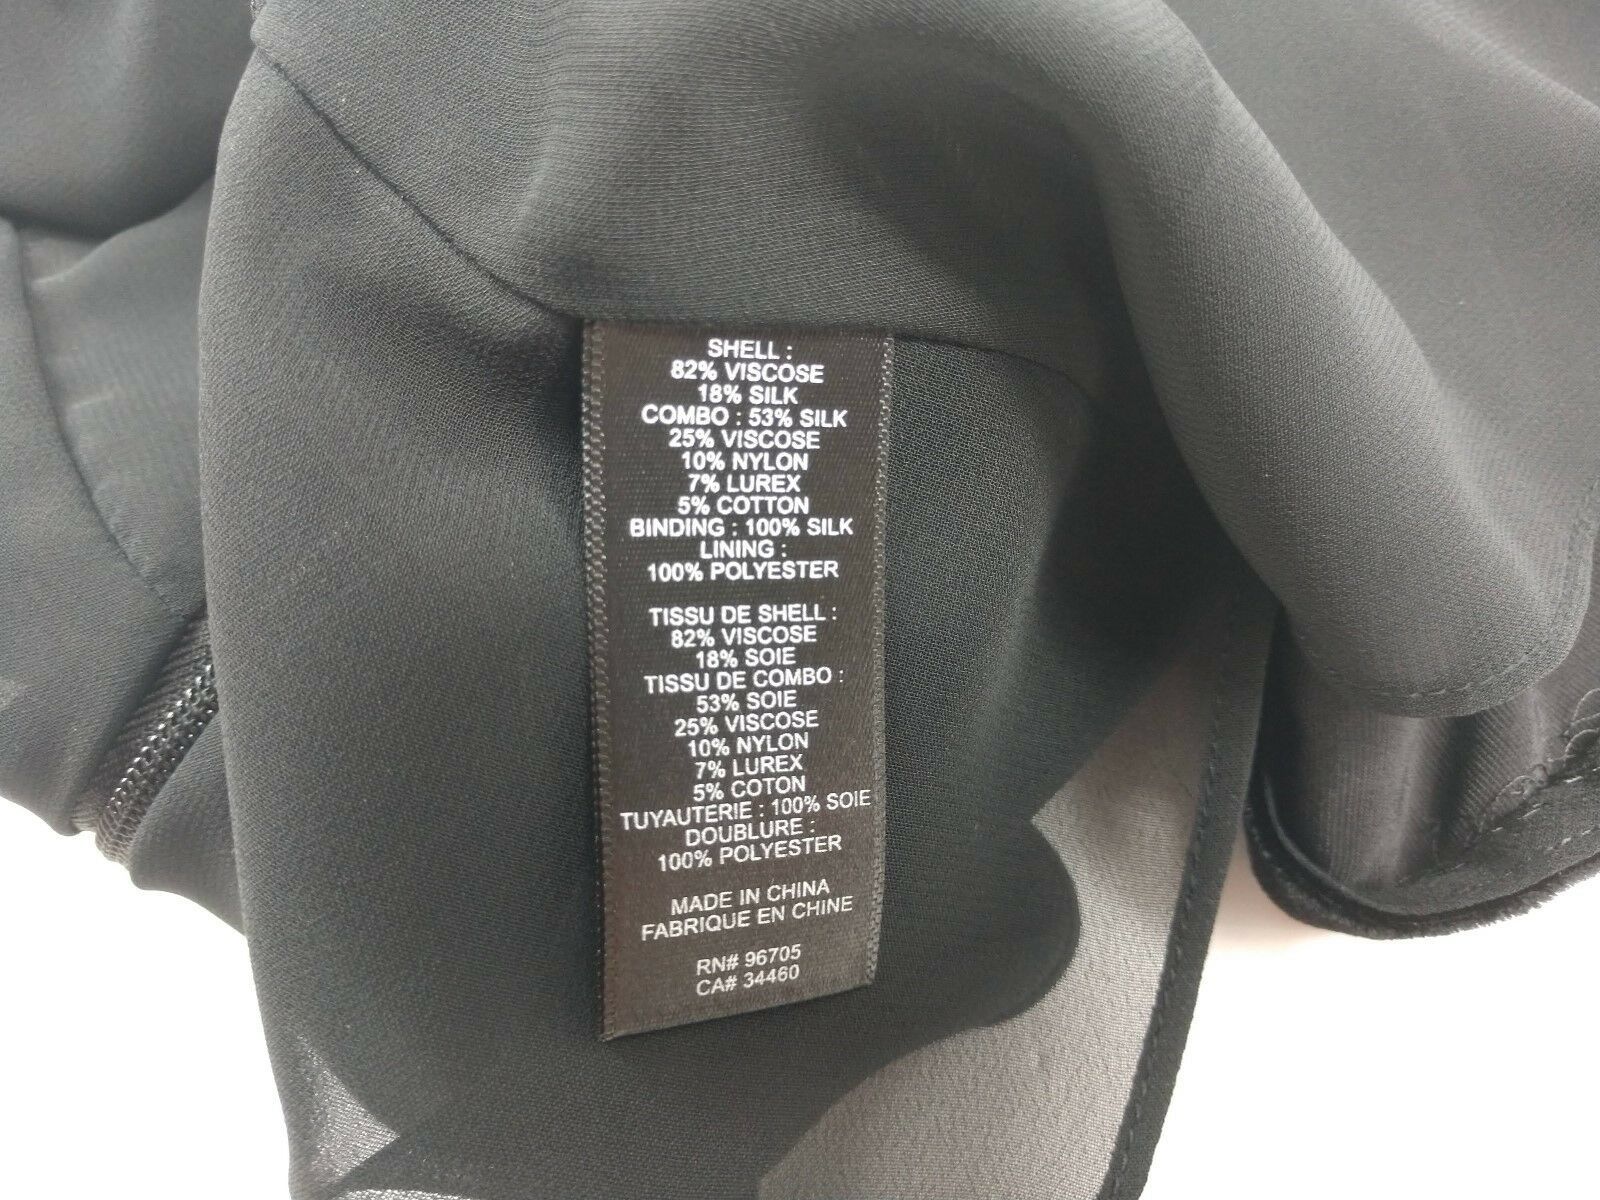 SHELL :
82% VISCOSE
18% SILK
COMBO : 53% SILK
25% VISCOSE
10% NYLON
7% LUREX
5% COTTON
BINDING : 100% SILK
LINING :
100% POLYESTER
TISSU DE SHELL :
82% VISCOSE
18% SOIE
TISSU DE COMBO :
53% SOIE
25% VISCOSE
10% NYLON
7% LUREX
5% COTON
TUYAUTERIE : 100% SOIE
DOUBLURE :
100% POLYESTER
MADE IN CHINA
FABRIQUE EN CHINE
RN# 96705
CA# 34460